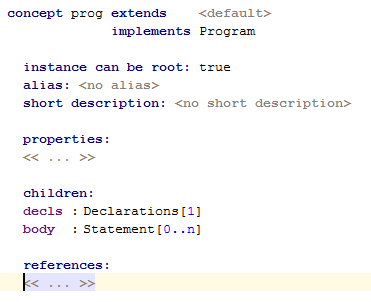 concept prog extends <default>
implements Program
instance can be root: true
alias: <no alias>
short description: <no short description>
properties:
<< ... >>
children:
decls : Declarations[1]
body : Statement[0..n]
references:
<< ... >>